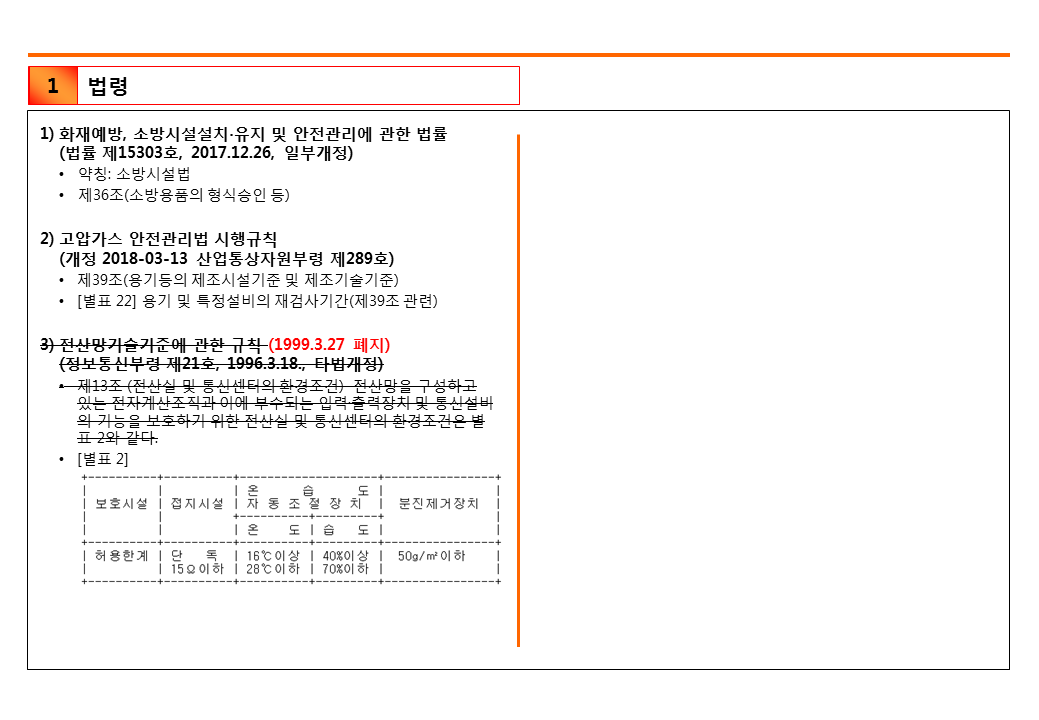 1 법령
1) 화재예방, 소방시설설치·유지 및 안전관리에 관한 법률
(법률 제15303호, 2017.12.26, 일부개정)
• 약칭: 소방시설법
• 제36조(소방용품의 형식승인 등)
2) 고압가스 안전관리법 시행규칙
(개정 2018-03-13 산업통상자원부령 제289호)
• 제39조(용기등의 제조시설기준 및 제조기술기준)
• [별표 22] 용기 및 특정설비의 재검사기간(제39조 관련)
3) 전산망기술기준에 관한 규칙 (1999.3.27 폐지)
(정보통신부령 제21호, 1996.3.18., 타법개정)
• 제13조 (전산실 및 통신센터의 환경조건) 전산망을 구성하고
있는 전자계산조직과 이에 부수되는 입력·출력장치 및 통신설비
의 기능을 보호하기 위한 전산실 및 통신센터의 환경조건은 별
표 2와 같다.
• [별표 2]
온 습 도
보호시설 접지시설 자 동 조 절 장 치 분진제거장치
온 도 습 도
허용한계 단 독 16℃이상 40%이상 50g/㎡이하
15Ω이하 28℃이하 70%이하